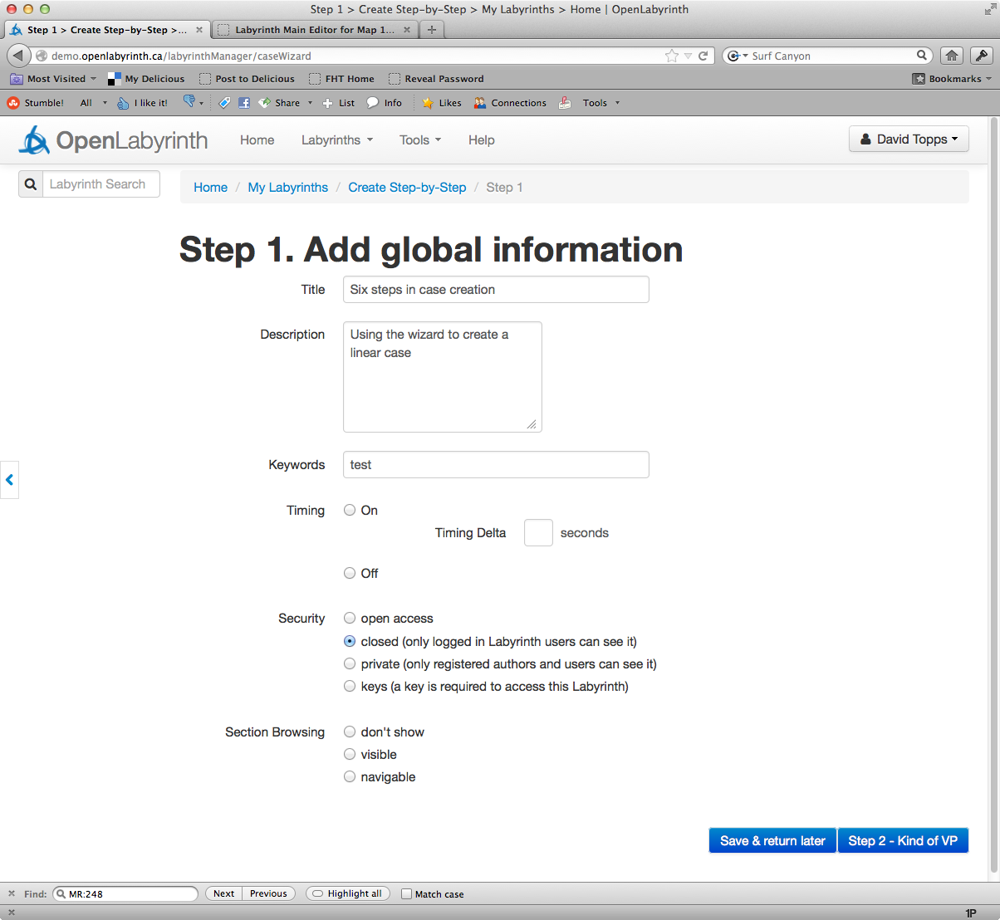 Step 1 > Create Step-by-Step > My Labyrinths > Home | OpenLabyrinth
Step 1 > Create Step-by-Step >... Labyrinth Main Editor for Map 1...
demo.openlabyrinth.ca/labyrinthManager/caseWizard Surf Canyon
Most Visited My Delicious Post to Delicious FHT Home Reveal Password Bookmarks
Stumble! All I like it! Share List Info Likes Connections Tools
OpenLabyrinth Home Labyrinths Tools Help David Topps
Labyrinth Search Home / My Labyrinths / Create Step-by-Step / Step 1
Step 1. Add global information
Title Six steps in case creation
Description Using the wizard to create a
linear case
Keywords test
Timing On
Timing Delta seconds
Off
Security open access
closed (only logged in Labyrinth users can see it)
private (only registered authors and users can see it)
keys (a key is required to access this Labyrinth)
Section Browsing don't show
visible
navigable
Save & return later Step 2 - Kind of VP
Find: MR:248 Next Previous Highlight all Match case
1P